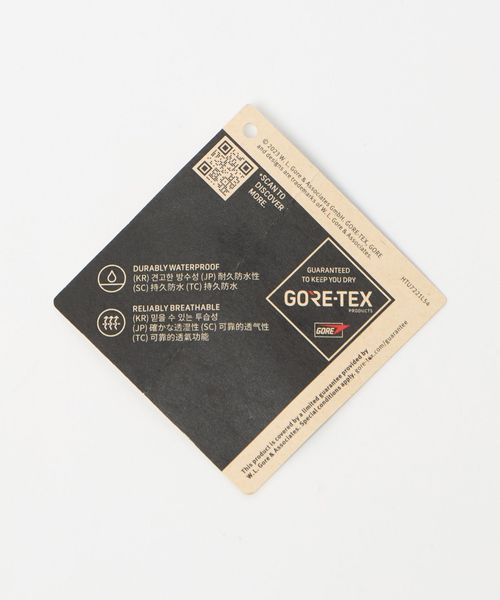 © 2023 W. L. Gore & Associates GmbH. GORE-TEX, GORE
and designs are trademarks of W. L. Gore & Associates.
*SCAN TO
DISCOVER
MORE.
DURABLY WATERPROOF
(KR) 견고한 방수성 (JP) 耐久防水性
(SC) 持久防水 (TC) 持久防水
RELIABLY BREATHABLE
(KR) 믿을 수 있는 투습성
(JP) 確かな透湿性 (SC) 可靠的透气性
(TC) 可靠的透氣功能
GUARANTEED
TO KEEP YOU DRY
GORE-TEX
PRODUCTS
GORE
HTU7221LS4
This product is covered by a limited guarantee provided by
W. L. Gore & Associates. Special conditions apply. gore-tex.com/guarantee